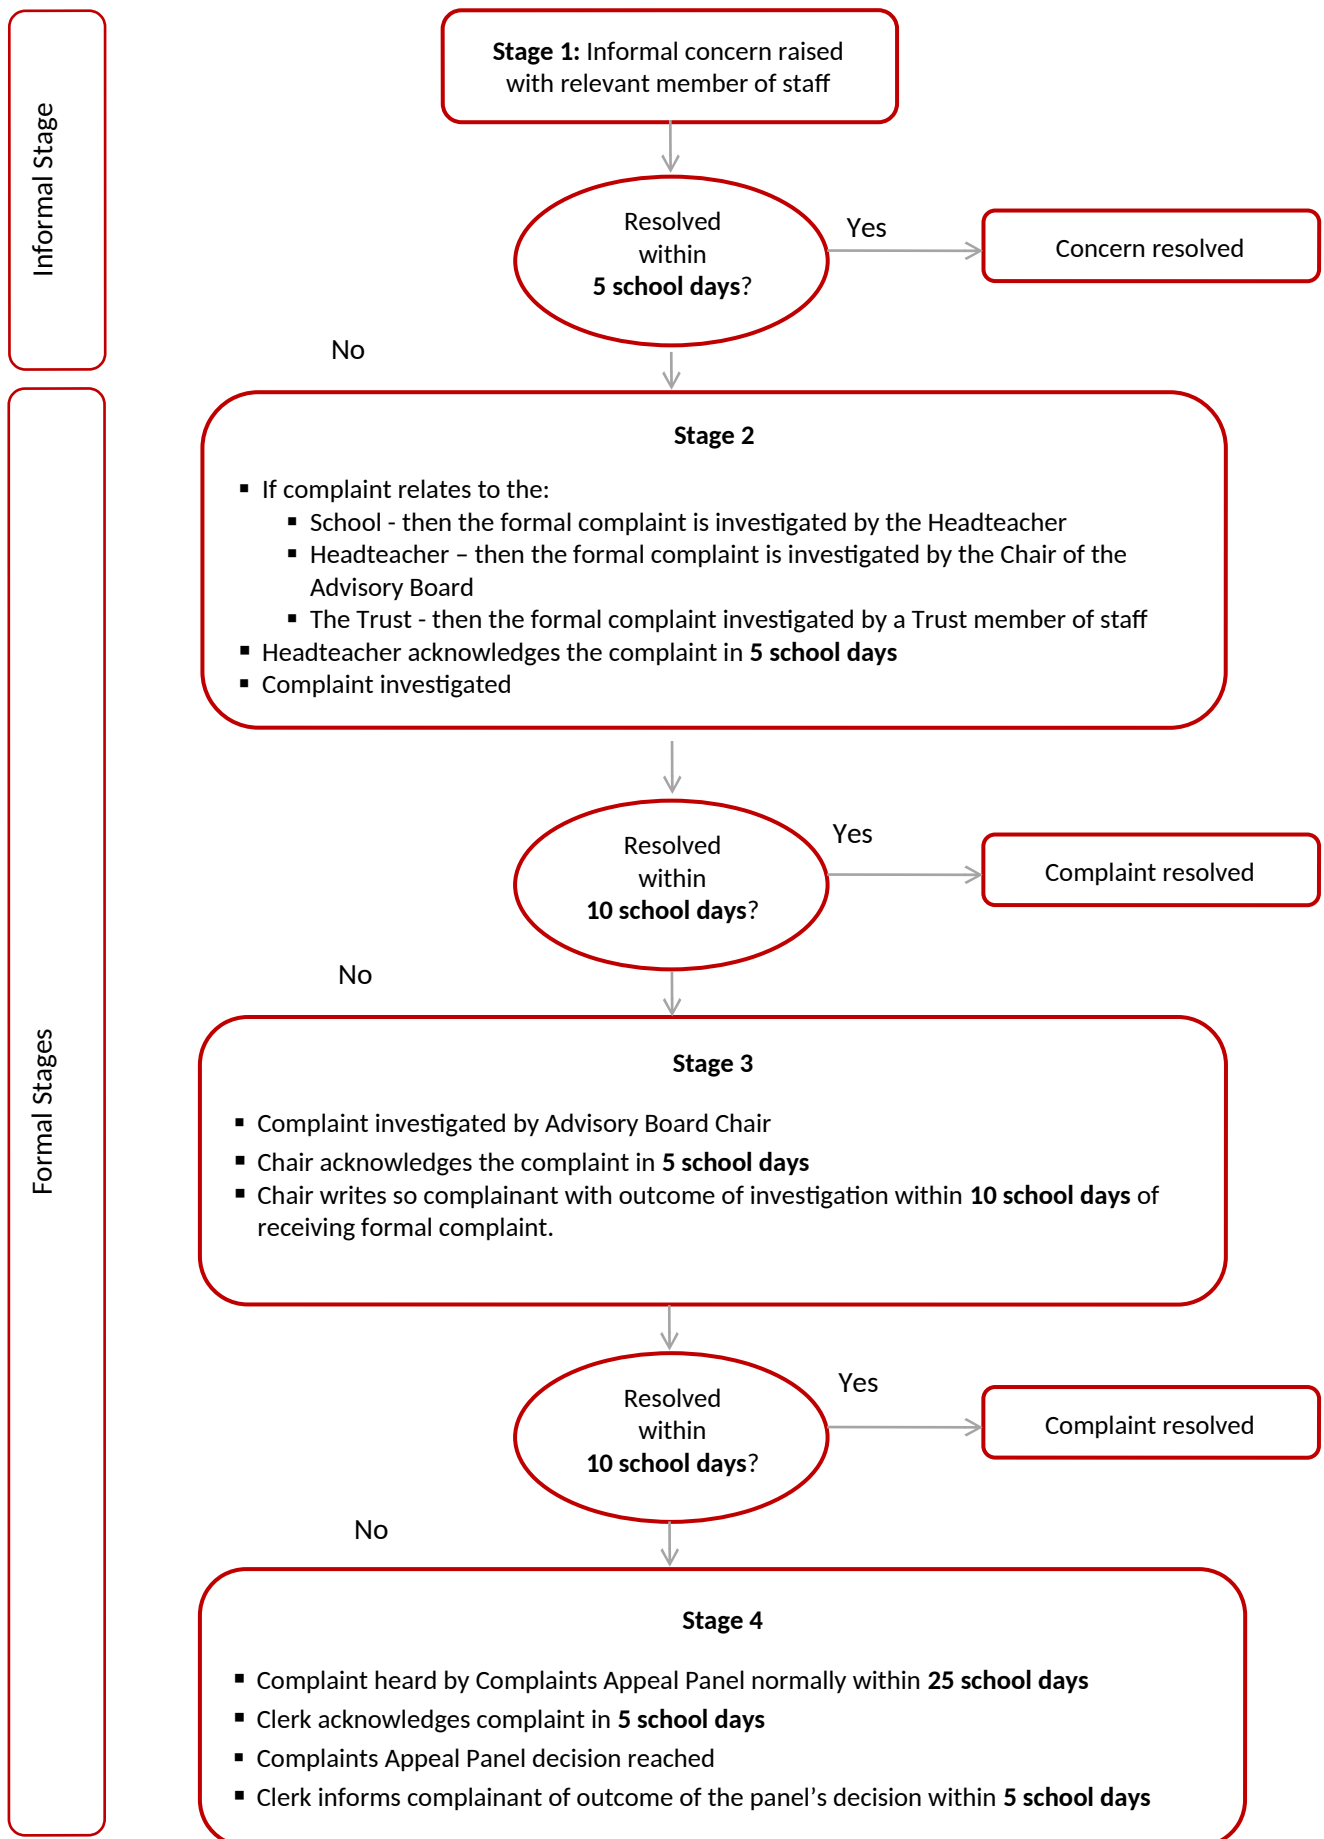 Informal Stage
Stage 1: Informal concern raised
with relevant member of staff
Resolved
within
5 school days?
Yes
Concern resolved
No
Formal Stages
Stage 2
▪ If complaint relates to the:
▪ School - then the formal complaint is investigated by the Headteacher
▪ Headteacher – then the formal complaint is investigated by the Chair of the
Advisory Board
▪ The Trust - then the formal complaint investigated by a Trust member of staff
▪ Headteacher acknowledges the complaint in 5 school days
▪ Complaint investigated
Resolved
within
10 school days?
Yes
Complaint resolved
No
Stage 3
▪ Complaint investigated by Advisory Board Chair
▪ Chair acknowledges the complaint in 5 school days
▪ Chair writes so complainant with outcome of investigation within 10 school days of
receiving formal complaint.
Resolved
within
10 school days?
Yes
Complaint resolved
No
Stage 4
▪ Complaint heard by Complaints Appeal Panel normally within 25 school days
▪ Clerk acknowledges complaint in 5 school days
▪ Complaints Appeal Panel decision reached
▪ Clerk informs complainant of outcome of the panel’s decision within 5 school days